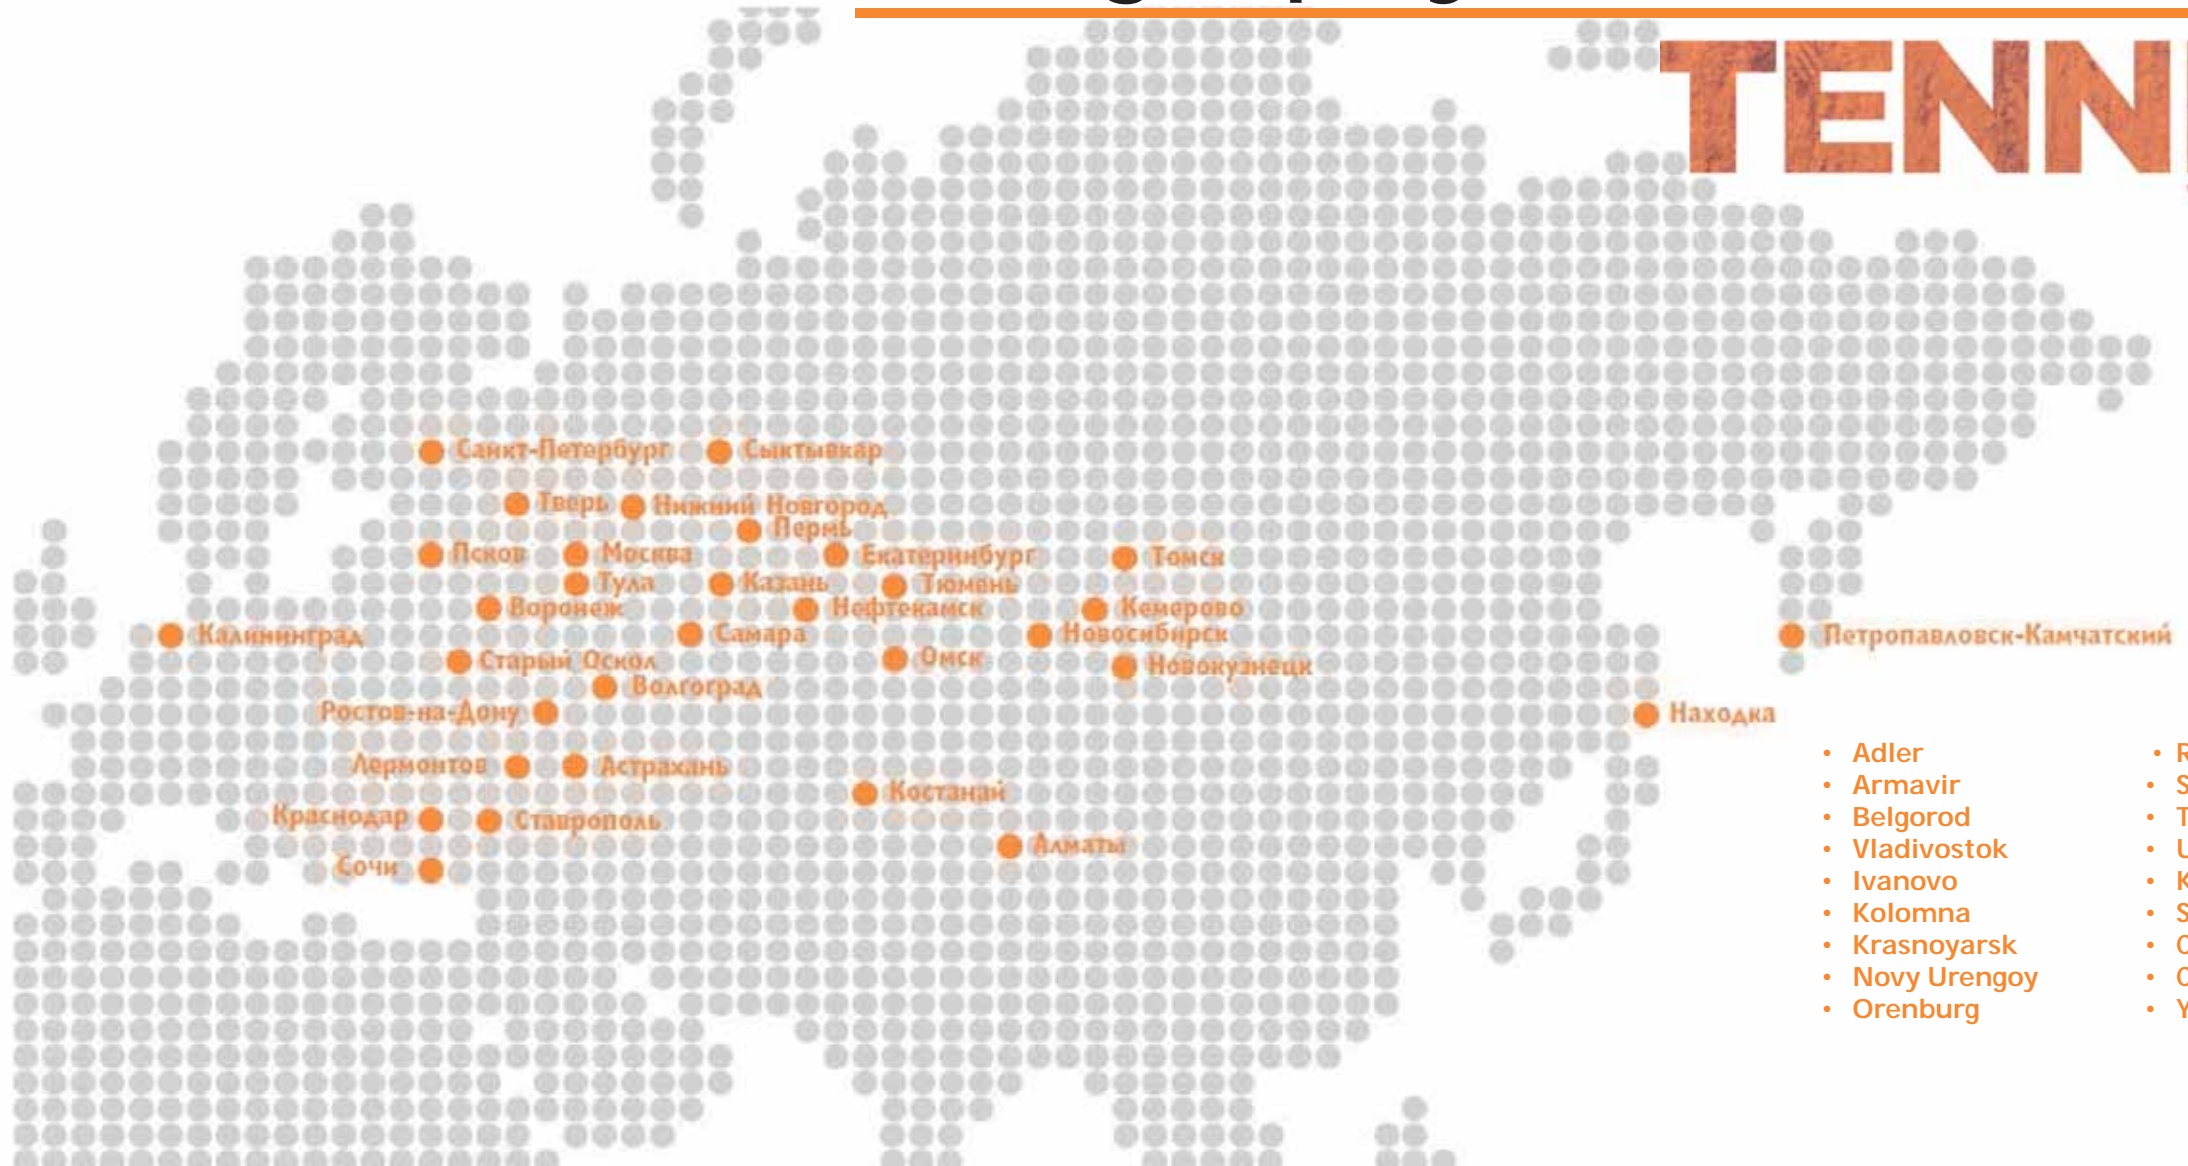 TENN
Санкт-Петербург
Сыктывкар
Тверь
Нижний Новгород
Пермь
Псков
Москва
Екатеринбург
Томск
Тула
Казань
Тюмень
Воронеж
Нефтекамск
Кемерово
Калининград
Самара
Новосибирск
Петропавловск-Камчатский
Старый Оскол
Омск
Новокузнецк
Волгоград
Ростов-на-Дону
Находка
Лермонтов
Астрахань
Костанай
Краснодар
Ставрополь
Алматы
Сочи
• Adler
• Armavir
• Belgorod
• Vladivostok
• Ivanovo
• Kolomna
• Krasnoyarsk
• Novy Urengoy
• Orenburg